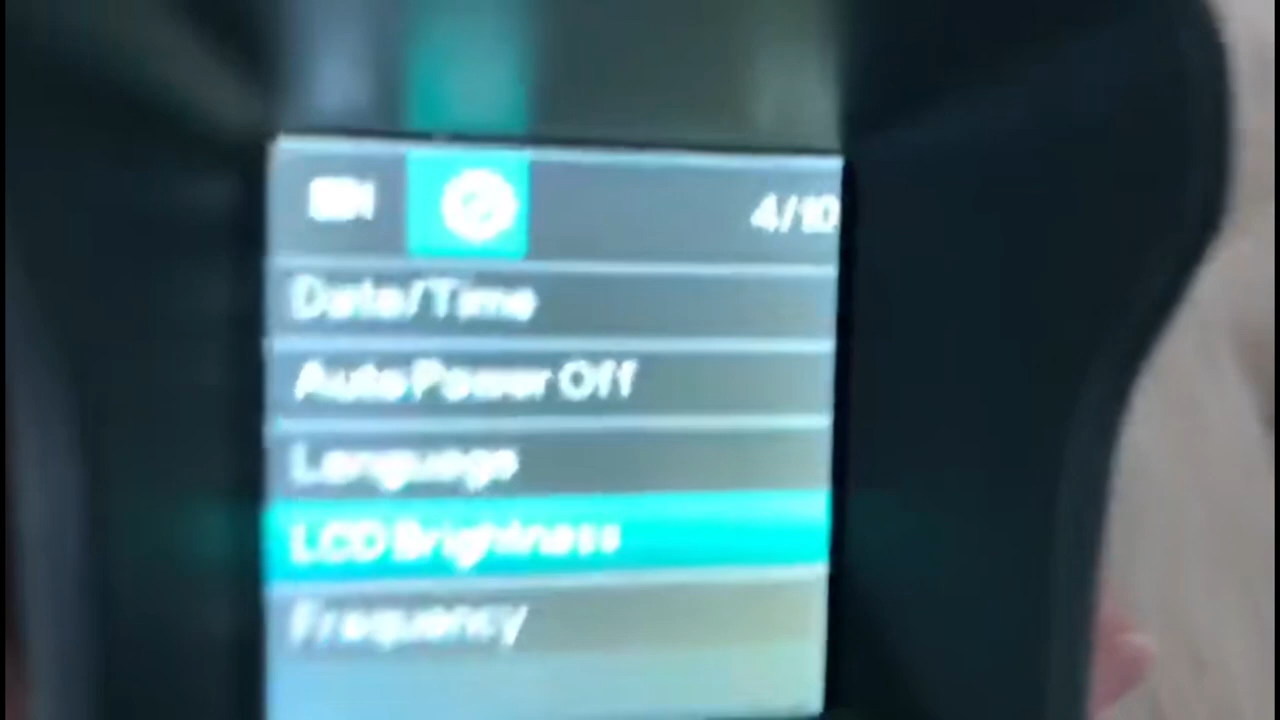 4/10
Date/Time
Auto Power Off
Language
LCD Brightness
Frequency